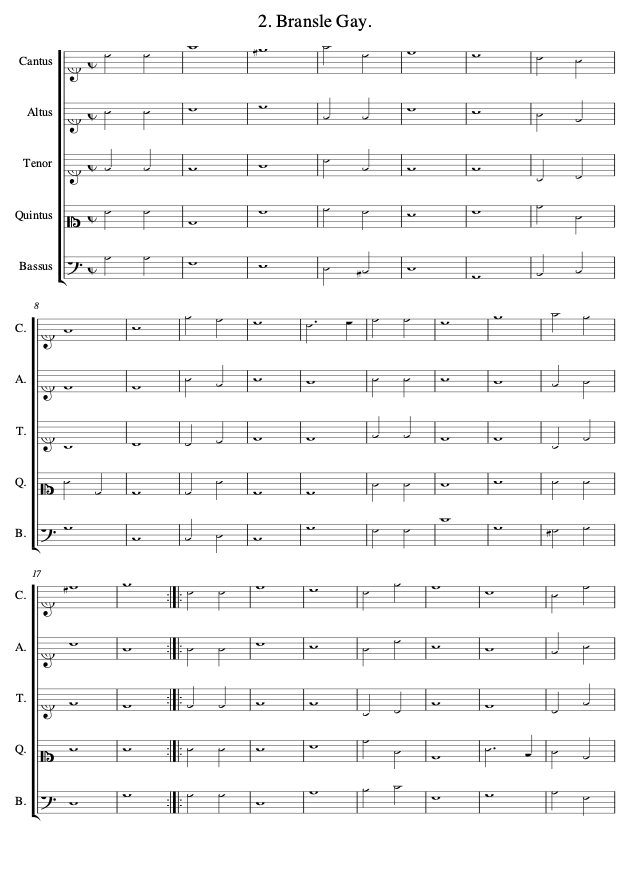 2. Bransle Gay.
Cantus
Altus
Tenor
Quintus
Bassus
8
C.
A.
T.
Q.
B.
17
C.
A.
T.
Q.
B.